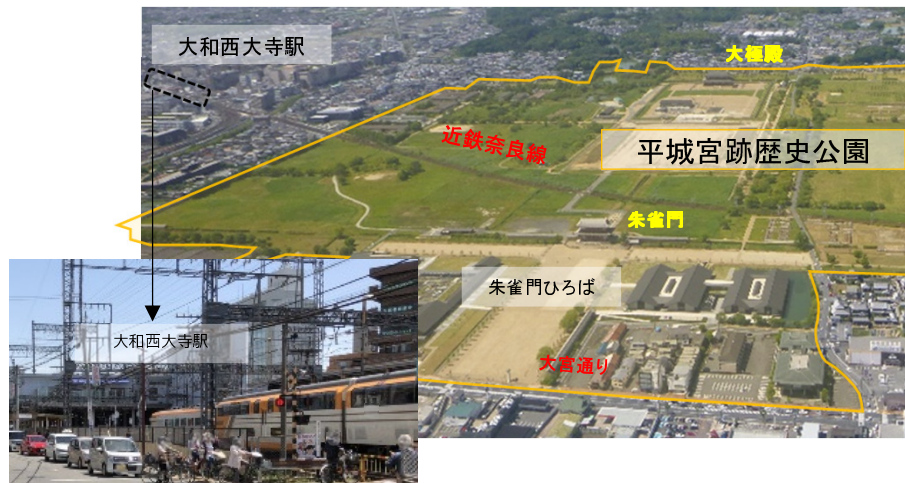 大和西大寺駅
大極殿
近鉄奈良線
平城宮跡歴史公園
朱雀門
朱雀門ひろば
大和西大寺駅
大宮通り